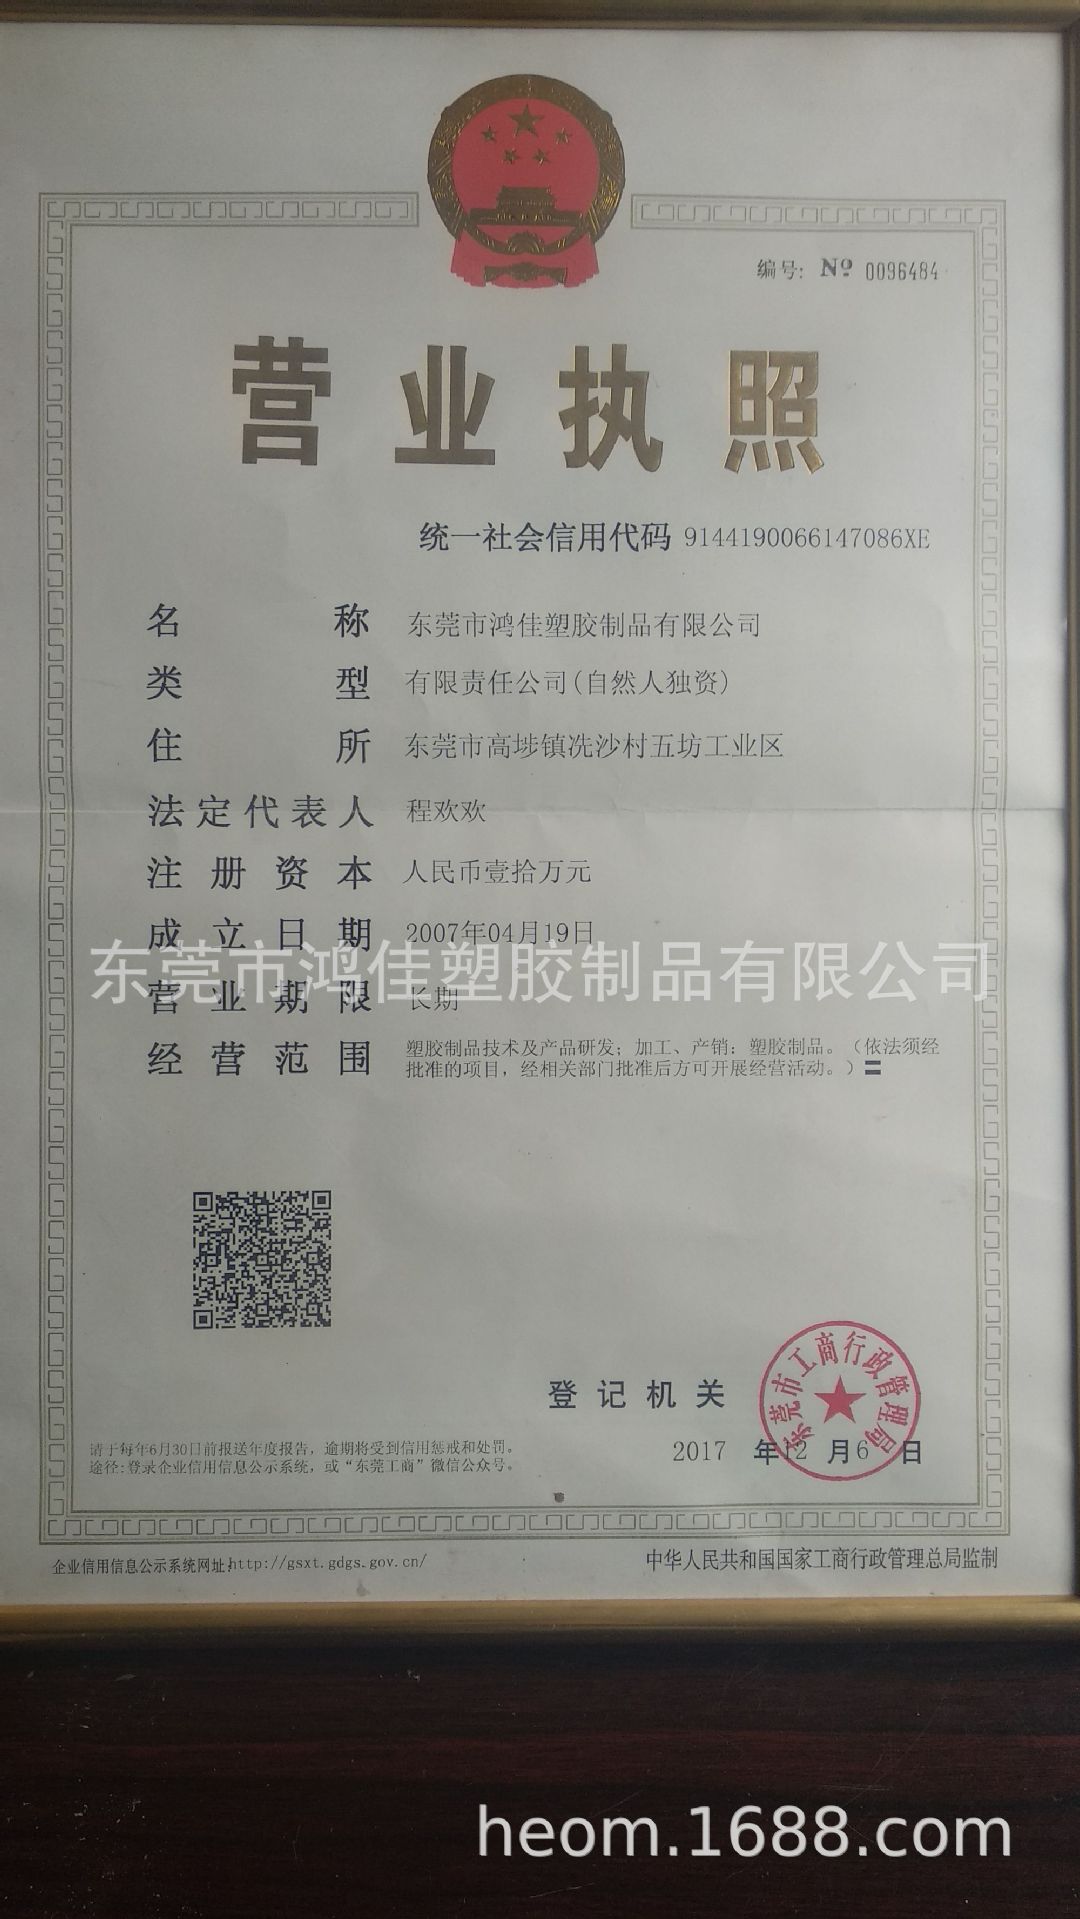 编号: № 0096484
营业执照
统一社会信用代码 9144190066147086XE
名称 东莞市鸿佳塑胶制品有限公司
类型 有限责任公司(自然人独资)
住所 东莞市高埗镇冼沙村五坊工业区
法定代表人 程欢欢
注册资本 人民币壹拾万元
成立日期 2007年04月19日
东莞市鸿佳塑胶制品有限公司
营业期限 长期
经营范围 塑胶制品技术及产品研发；加工、产销：塑胶制品。（依法须经
批准的项目，经相关部门批准后方可开展经营活动。）
登记机关
东莞市工商行政管理局
2017 年12 月6 日
请于每年6月30日前报送年度报告，逾期将受到信用惩戒和处罚。
途径:登录企业信用信息公示系统，或“东莞工商”微信公众号。
企业信用信息公示系统网址:http://gsxt.gdgs.gov.cn/
中华人民共和国国家工商行政管理总局监制
heom.1688.com